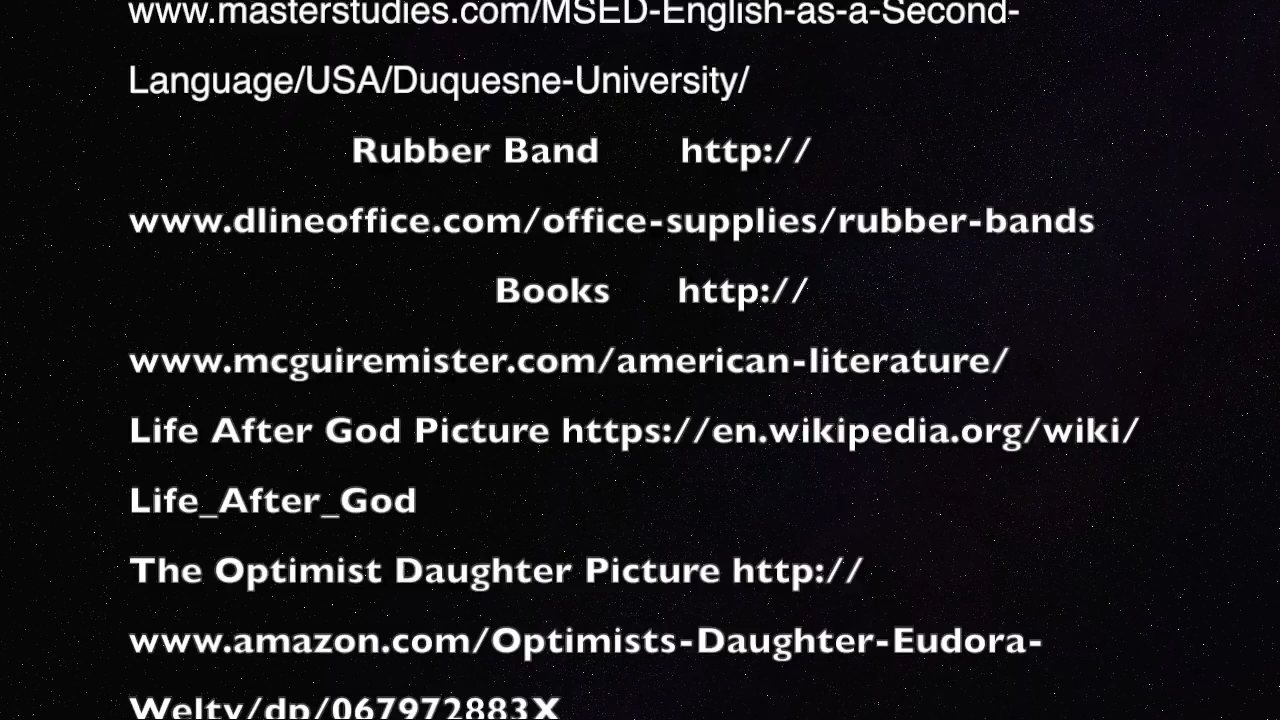 www.masterstudies.com/MSED-English-as-a-Second-
Language/USA/Duquesne-University/
Rubber Band http://
www.dlineoffice.com/office-supplies/rubber-bands
Books http://
www.mcguiremister.com/american-literature/
Life After God Picture https://en.wikipedia.org/wiki/
Life_After_God
The Optimist Daughter Picture http://
www.amazon.com/Optimists-Daughter-Eudora-
Welty/dp/067972883X